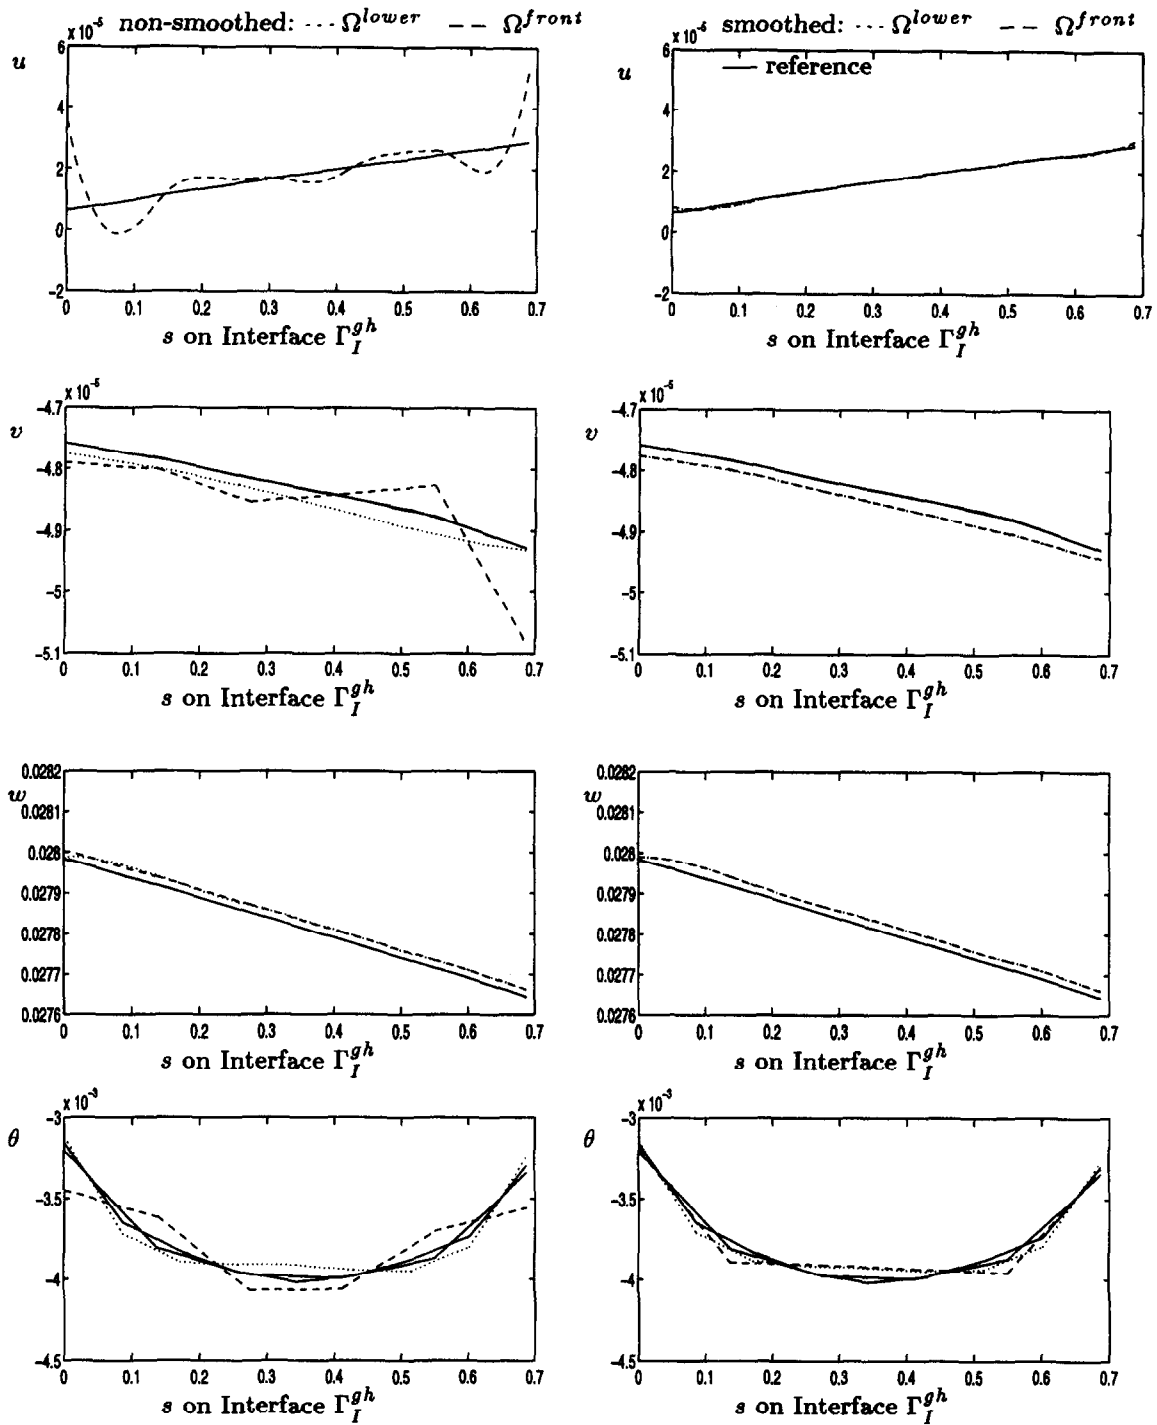 non-smoothed: ··· Ω^lower – – Ω^front
smoothed: ··· Ω^lower – – Ω^front
— reference
x 10^-5
u
6
4
2
0
-2
0 0.1 0.2 0.3 0.4 0.5 0.6 0.7
s on Interface Γ_I^gh
x 10^-5
u
6
4
2
0
-2
0 0.1 0.2 0.3 0.4 0.5 0.6 0.7
s on Interface Γ_I^gh
x 10^-5
v
-4.7
-4.8
-4.9
-5
-5.1
0 0.1 0.2 0.3 0.4 0.5 0.6 0.7
s on Interface Γ_I^gh
x 10^-5
v
-4.7
-4.8
-4.9
-5
-5.1
0 0.1 0.2 0.3 0.4 0.5 0.6 0.7
s on Interface Γ_I^gh
w
0.0282
0.0281
0.028
0.0279
0.0278
0.0277
0.0276
0 0.1 0.2 0.3 0.4 0.5 0.6 0.7
s on Interface Γ_I^gh
w
0.0282
0.0281
0.028
0.0279
0.0278
0.0277
0.0276
0 0.1 0.2 0.3 0.4 0.5 0.6 0.7
s on Interface Γ_I^gh
x 10^-3
θ
-3
-3.5
-4
-4.5
0 0.1 0.2 0.3 0.4 0.5 0.6 0.7
s on Interface Γ_I^gh
x 10^-3
θ
-3
-3.5
-4
-4.5
0 0.1 0.2 0.3 0.4 0.5 0.6 0.7
s on Interface Γ_I^gh